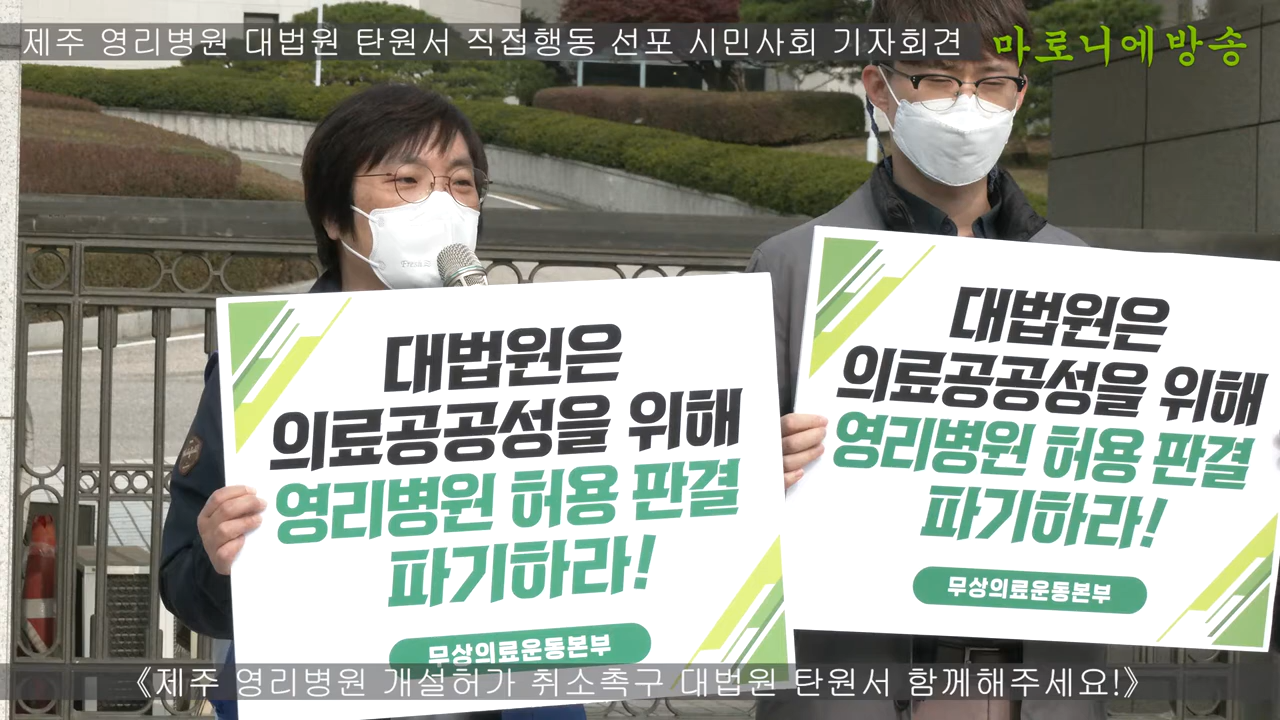 제주 영리병원 대법원 탄원서 직접행동 선포 시민사회 기자회견
마로니에방송
대법원은
의료공공성을 위해
영리병원 허용 판결
파기하라!
무상의료운동본부
대법원은
의료공공성을 위해
영리병원 허용 판결
파기하라!
무상의료운동본부
《제주 영리병원 개설허가 취소촉구 대법원 탄원서 함께해주세요!》